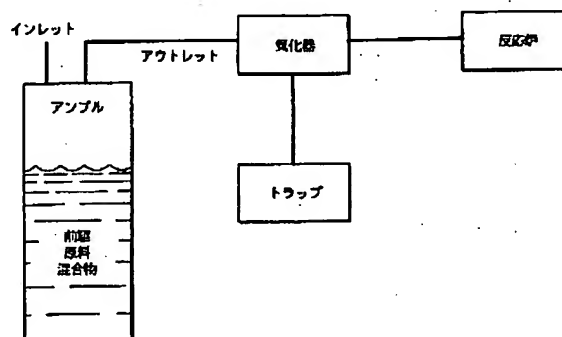 インレット
アウトレット
気化器
反応炉
アンプル
トラップ
前駆
原料
混合物